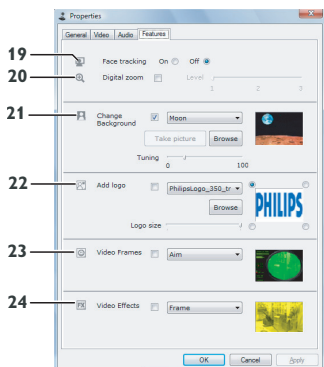 Properties
General Video Audio Features
19 Face tracking On Off
20 Digital zoom Level
1 2 3
21 Change Background Moon
Take picture Browse
Tuning
0 100
22 Add logo PhilipsLogo_350_tr
Browse
PHILIPS
Logo size
23 Video Frames Aim
24 Video Effects Frame
OK Cancel Apply